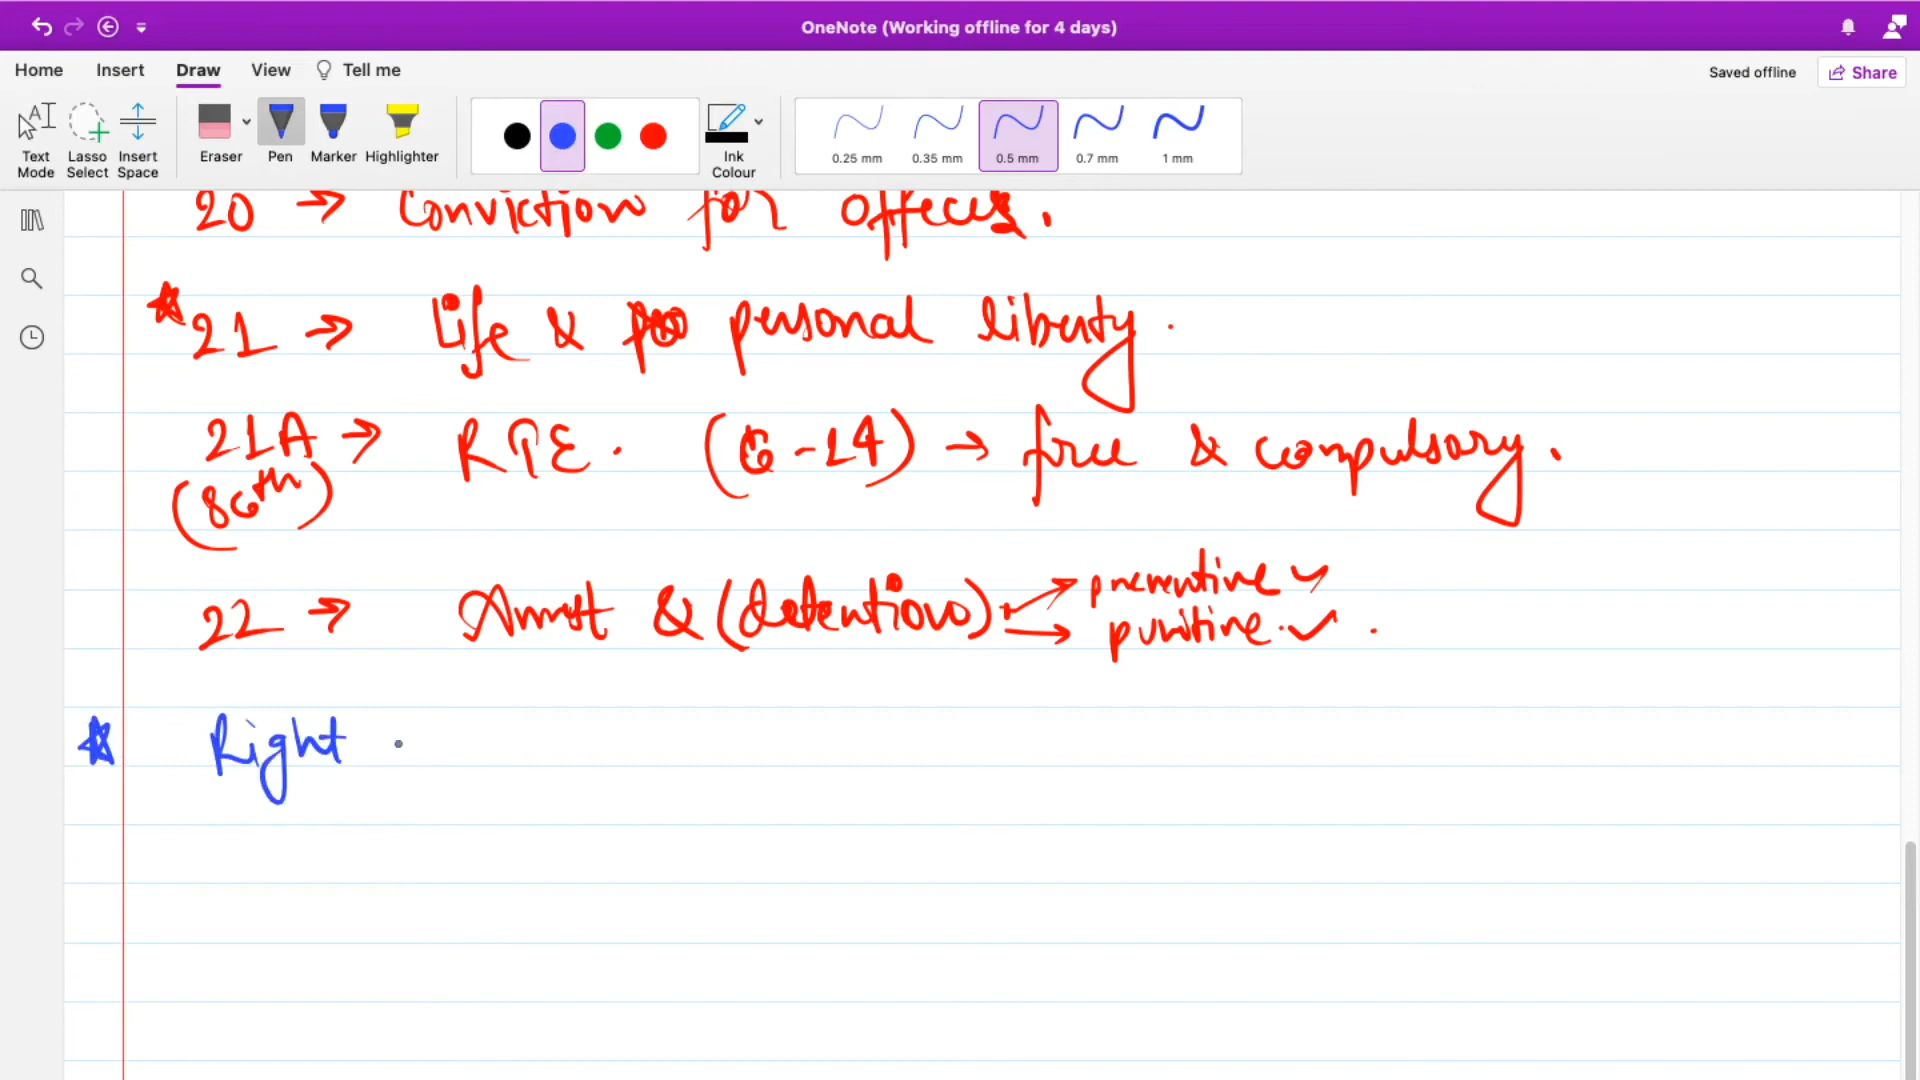 OneNote (Working offline for 4 days)
Home Insert Draw View Tell me Saved offline Share
Text Mode Lasso Select Insert Space Eraser Pen Marker Highlighter Ink Colour 0.25 mm 0.35 mm 0.5 mm 0.7 mm 1 mm
20 → Conviction for offeces.
21 → Life & personal liberty.
21A → RTE. (6-14) → free & compulsory.
(86th)
22 → Arrest & (detentions) → preventive ✓
→ punitive. ✓ .
Right